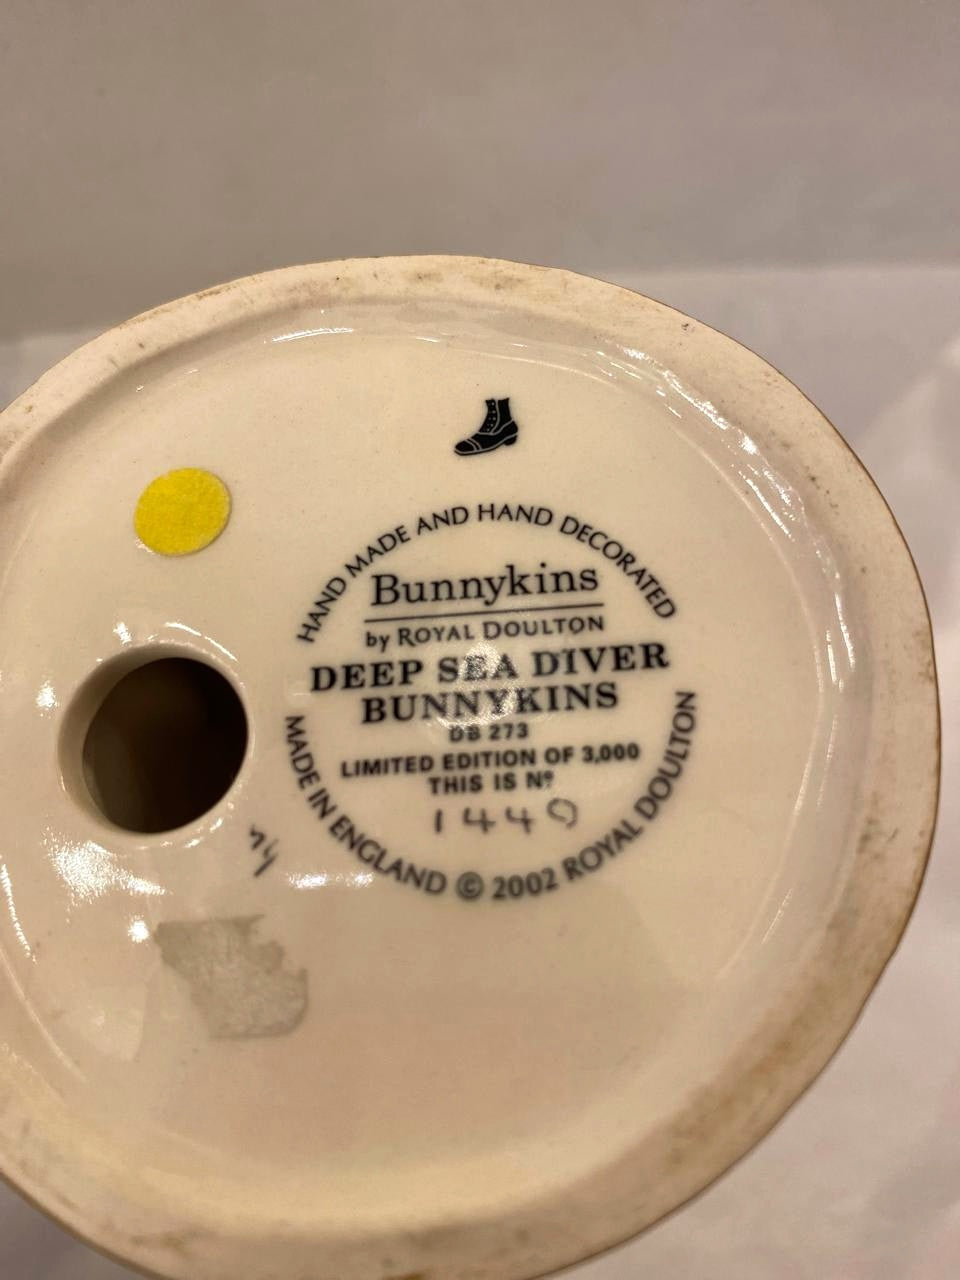 HAND MADE AND HAND DECORATED
Bunnykins
by ROYAL DOULTON
DEEP SEA DIVER
BUNNYKINS
DB 273
LIMITED EDITION OF 3,000
THIS IS Nº
1449
MADE IN ENGLAND © 2002 ROYAL DOULTON